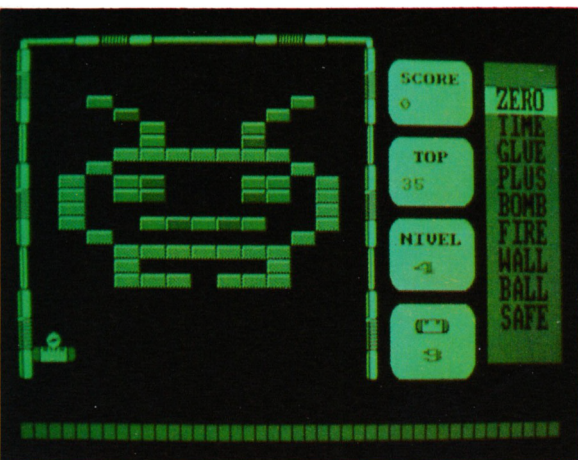 SCORE
0
TOP
35
NIVEL
4
9
ZERO
TIME
GLUE
PLUS
BOMB
FIRE
WALL
BALL
SAFE